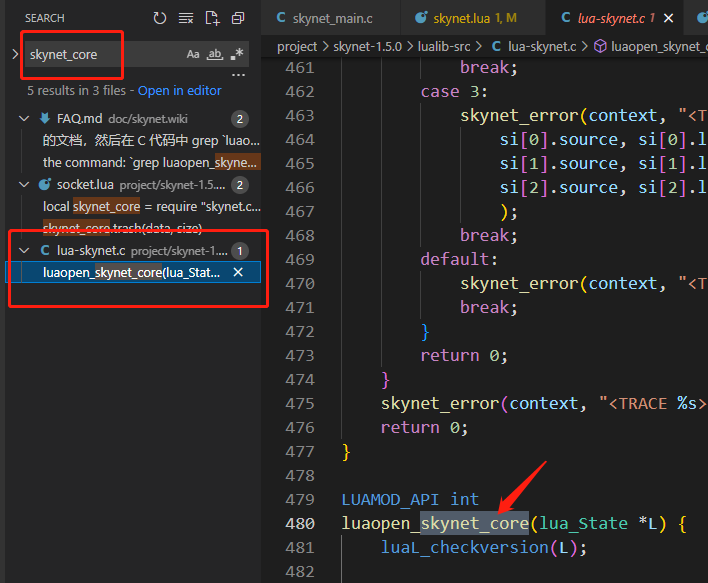 SEARCH
skynet_core
Aa ab .*
5 results in 3 files - Open in editor
FAQ.md doc/skynet.wiki 2
的文档，然后在 C 代码中 grep `luao...
the command: `grep luaopen_skyne...
socket.lua project/skynet-1.5.... 2
local skynet_core = require "skynet.c...
skynet_core.trash(data, size)
lua-skynet.c project/skynet-1.... 1
luaopen_skynet_core(lua_Stat...
skynet_main.c skynet.lua 1, M lua-skynet.c 1
project > skynet-1.5.0 > lualib-src > lua-skynet.c > luaopen_skynet_c
461 break;
462 case 3:
463 skynet_error(context, "<T
464 si[0].source, si[0].l
465 si[1].source, si[1].l
466 si[2].source, si[2].l
467 );
468 break;
469 default:
470 skynet_error(context, "<T
471 break;
472 }
473 return 0;
474 }
475 skynet_error(context, "<TRACE %s>
476 return 0;
477 }
478
479 LUAMOD_API int
480 luaopen_skynet_core(lua_State *L) {
481 luaL_checkversion(L);
482